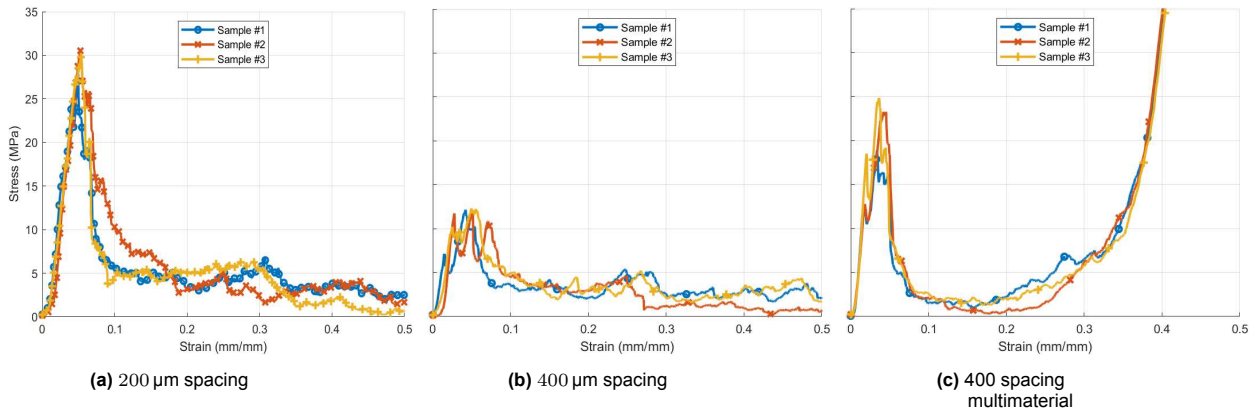 35
30
25
20
15
10
5
0
Stress (MPa)
0
0.1
0.2
0.3
0.4
0.5
Strain (mm/mm)
Sample #1
Sample #2
Sample #3
(a) 200 µm spacing
0
0.1
0.2
0.3
0.4
0.5
Strain (mm/mm)
Sample #1
Sample #2
Sample #3
(b) 400 µm spacing
0
0.1
0.2
0.3
0.4
0.5
Strain (mm/mm)
Sample #1
Sample #2
Sample #3
(c) 400 spacing
multimaterial